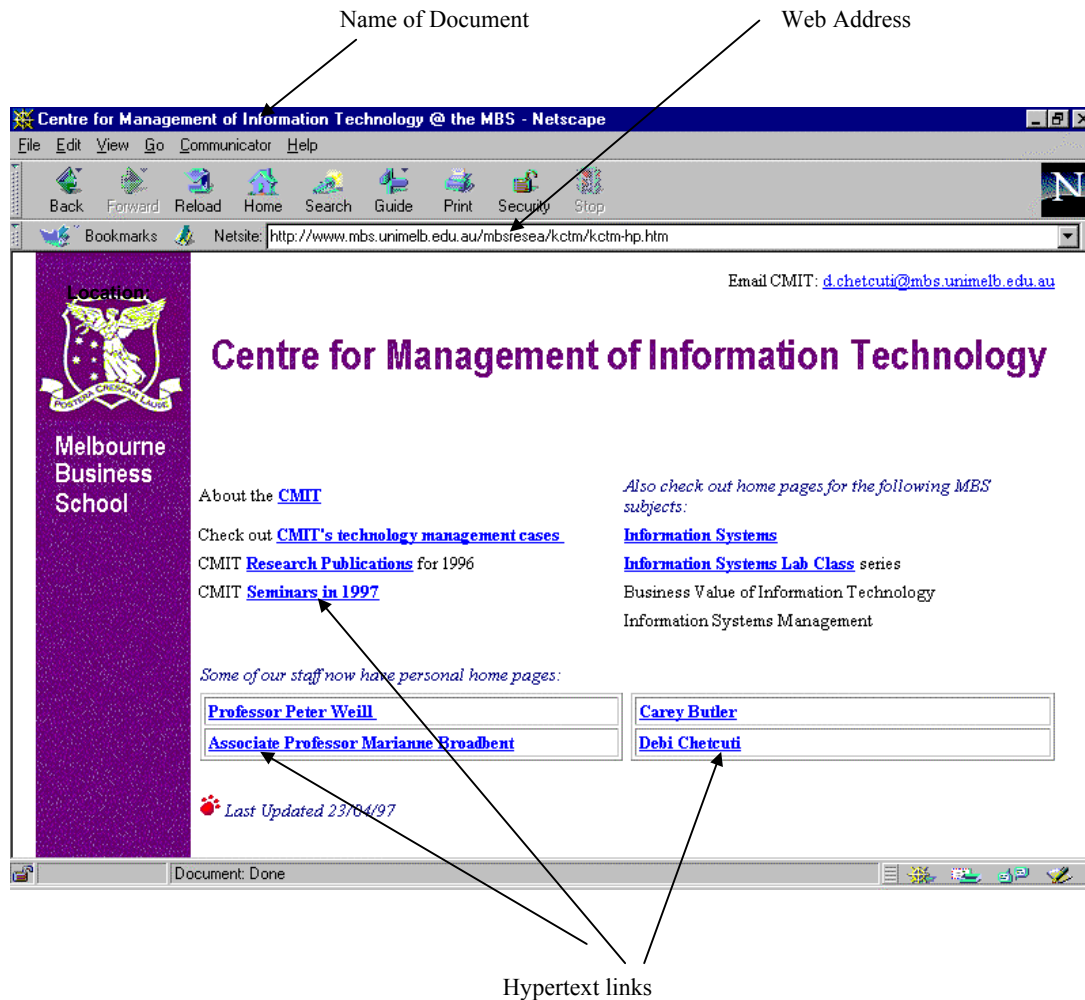 Name of Document
Web Address
Centre for Management of Information Technology @ the MBS - Netscape
File Edit View Go Communicator Help
Back Forward Reload Home Search Guide Print Security Stop
N
Bookmarks Netsite: http://www.mbs.unimelb.edu.au/mbsresea/kctm/kctm-hp.htm
Email CMIT: d.chetcuti@mbs.unimelb.edu.au
Location:
Centre for Management of Information Technology
POSTERA CRESCAM LAUDE
Melbourne
Business
School
About the CMIT
Check out CMIT's technology management cases
CMIT Research Publications for 1996
CMIT Seminars in 1997
Also check out home pages for the following MBS
subjects:
Information Systems
Information Systems Lab Class series
Business Value of Information Technology
Information Systems Management
Some of our staff now have personal home pages:
Professor Peter Weill
Carey Butler
Associate Professor Marianne Broadbent
Debi Chetcuti
Last Updated 23/04/97
Document: Done
Hypertext links